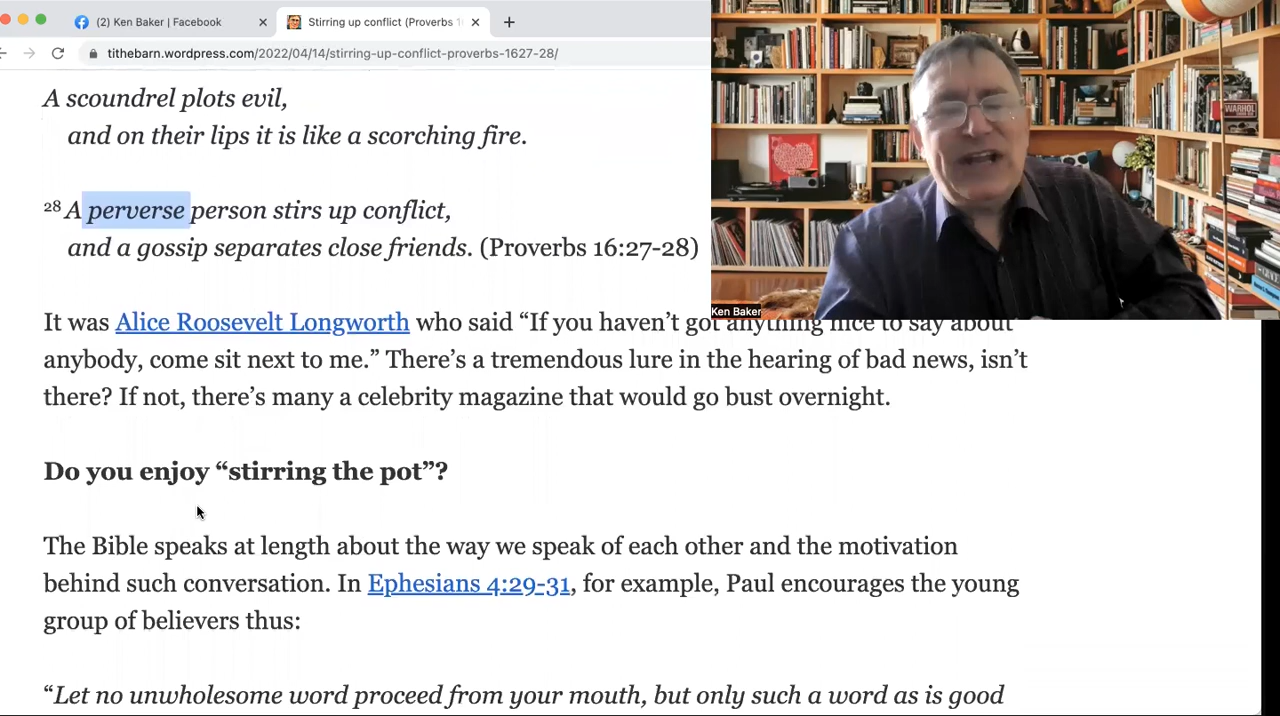 (2) Ken Baker | Facebook
Stirring up conflict (Proverbs 1
tithebarn.wordpress.com/2022/04/14/stirring-up-conflict-proverbs-1627-28/
A scoundrel plots evil,
and on their lips it is like a scorching fire.
28 A perverse person stirs up conflict,
and a gossip separates close friends. (Proverbs 16:27-28)
WARHOL
Ken Baker
It was Alice Roosevelt Longworth who said “If you haven’t got anything nice to say about
anybody, come sit next to me.” There’s a tremendous lure in the hearing of bad news, isn’t
there? If not, there’s many a celebrity magazine that would go bust overnight.
Do you enjoy “stirring the pot”?
The Bible speaks at length about the way we speak of each other and the motivation
behind such conversation. In Ephesians 4:29-31, for example, Paul encourages the young
group of believers thus:
“Let no unwholesome word proceed from your mouth, but only such a word as is good